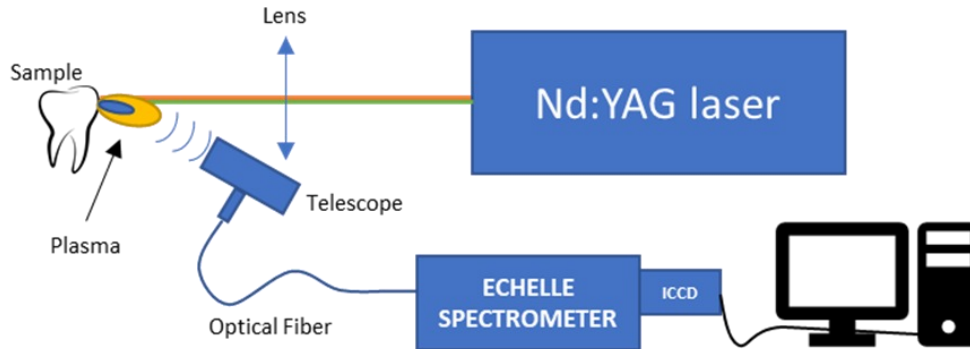 Lens
Sample
Nd:YAG laser
Telescope
Plasma
ECHELLE
SPECTROMETER
ICCD
Optical Fiber